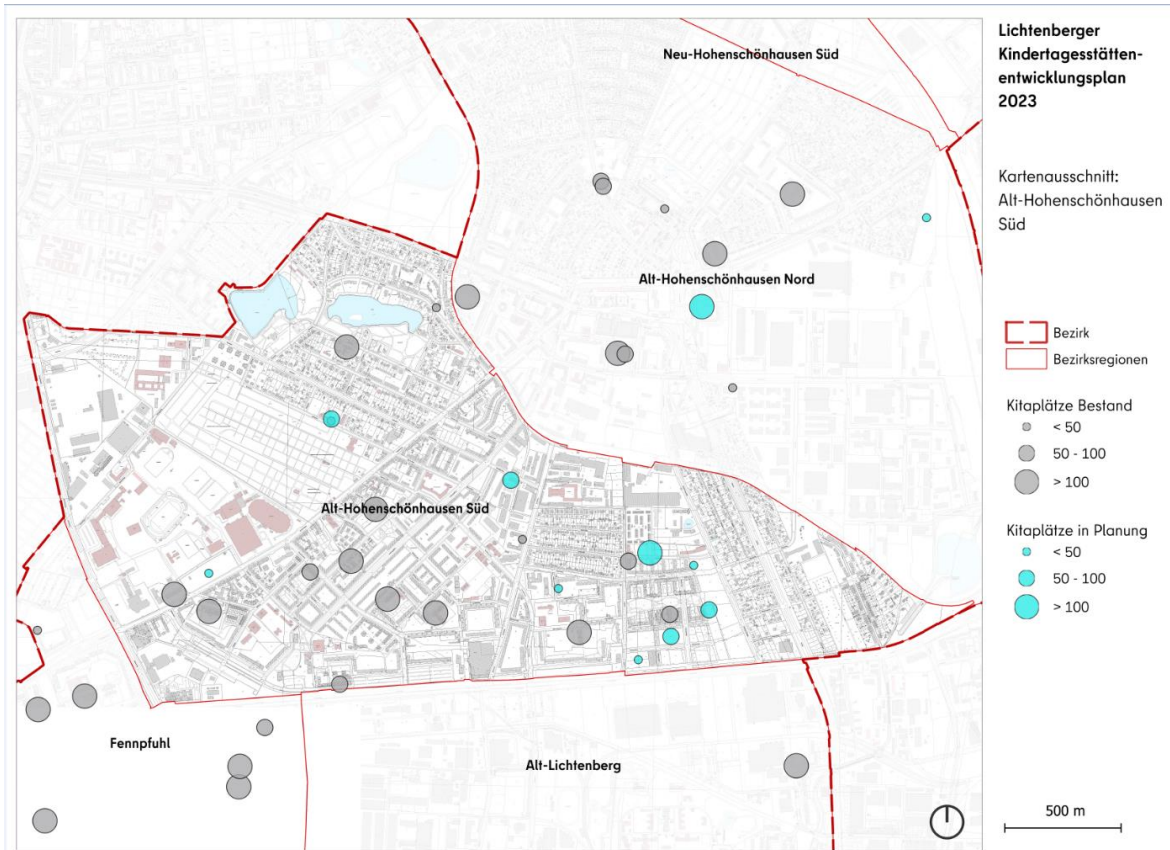 Neu-Hohenschönhausen Süd
Alt-Hohenschönhausen Nord
Alt-Hohenschönhausen Süd
Fennpfuhl
Alt-Lichtenberg
Lichtenberger
Kindertagesstätten-
entwicklungsplan
2023
Kartenausschnitt:
Alt-Hohenschönhausen
Süd
Bezirk
Bezirksregionen
Kitaplätze Bestand
< 50
50 - 100
> 100
Kitaplätze in Planung
< 50
50 - 100
> 100
500 m